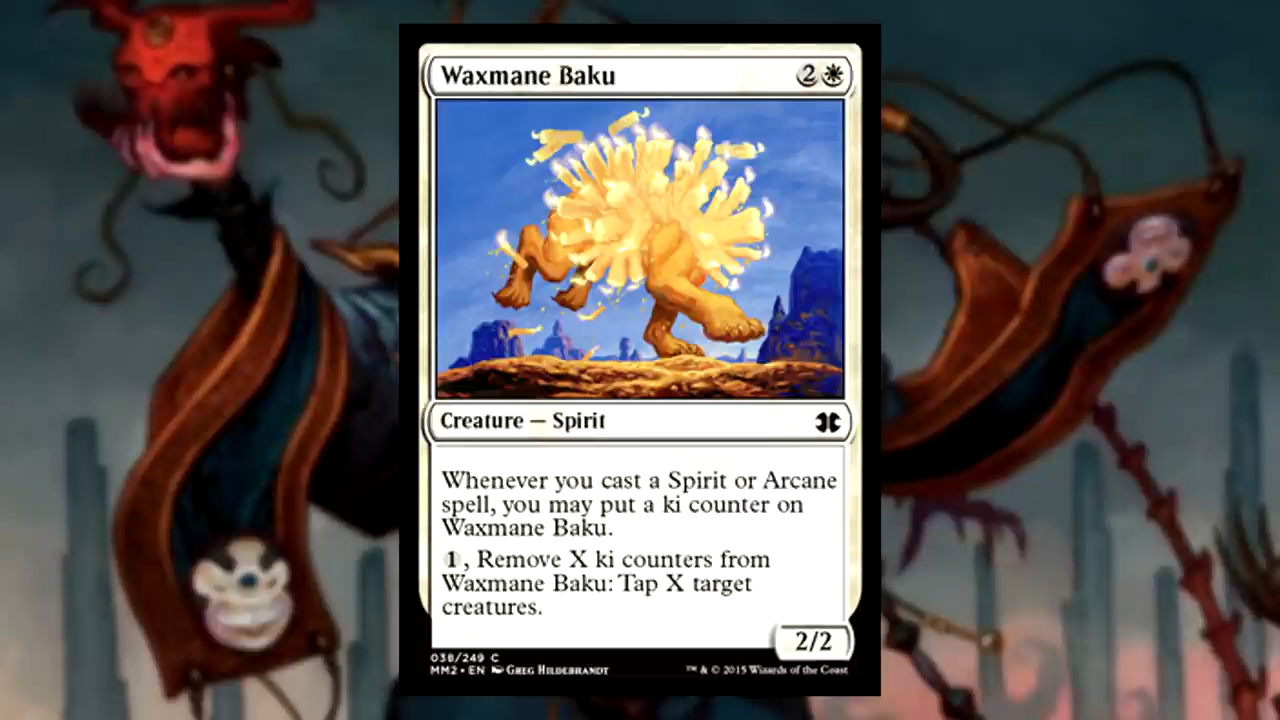 Waxmane Baku 2
Creature — Spirit
Whenever you cast a Spirit or Arcane
spell, you may put a ki counter on
Waxmane Baku.
1, Remove X ki counters from
Waxmane Baku: Tap X target
creatures.
2/2
038/249 C
MM2 • EN Greg Hildebrandt
™ & © 2015 Wizards of the Coast